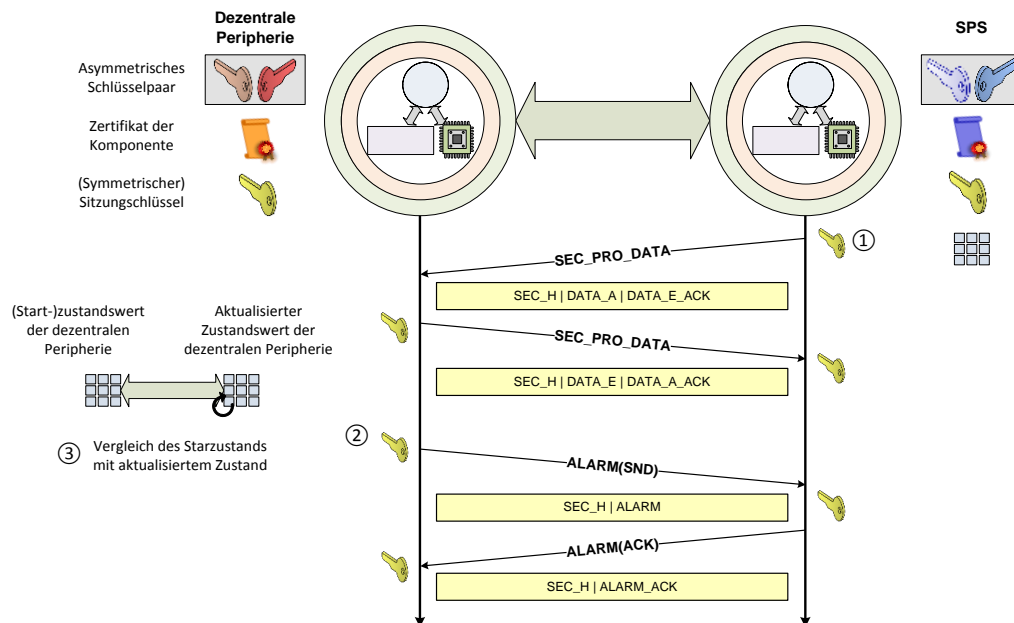 Dezentrale
Peripherie
SPS
Asymmetrisches
Schlüsselpaar
Zertifikat der
Komponente
(Symmetrischer)
Sitzungschlüssel
①
SEC_PRO_DATA
SEC_H | DATA_A | DATA_E_ACK
(Start-)zustandswert
der dezentralen
Peripherie
Aktualisierter
Zustandswert der
dezentralen Peripherie
SEC_PRO_DATA
SEC_H | DATA_E | DATA_A_ACK
②
③
Vergleich des Starzustands
mit aktualisiertem Zustand
ALARM(SND)
SEC_H | ALARM
ALARM(ACK)
SEC_H | ALARM_ACK